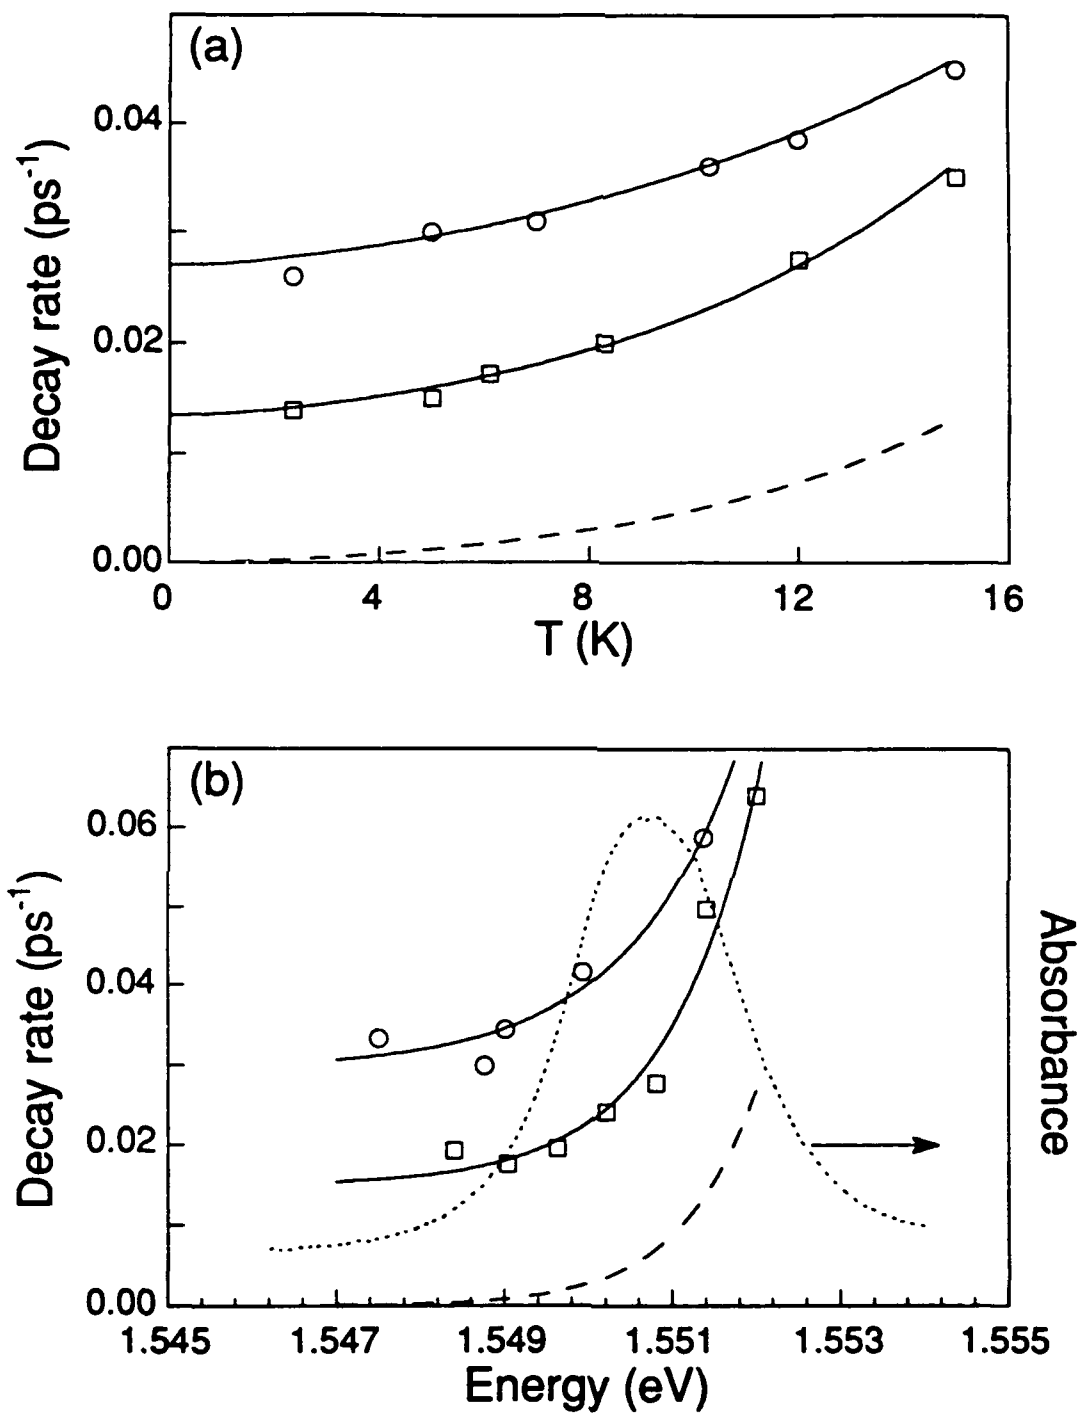 (a)
0.04
0.02
0.00
Decay rate (ps⁻¹)
0 4 8 12 16
T (K)
(b)
0.06
0.04
0.02
0.00
Decay rate (ps⁻¹)
Absorbance
1.545 1.547 1.549 1.551 1.553 1.555
Energy (eV)